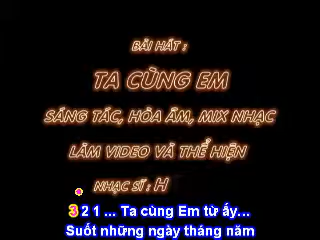 BÀI HÁT :
TA CÙNG EM
SÁNG TÁC, HÒA ÂM, MIX NHẠC
LÀM VIDEO VÀ THỂ HIỆN
NHẠC SĨ : H
3 2 1 ... Ta cùng Em từ ấy...
Suốt những ngày tháng năm